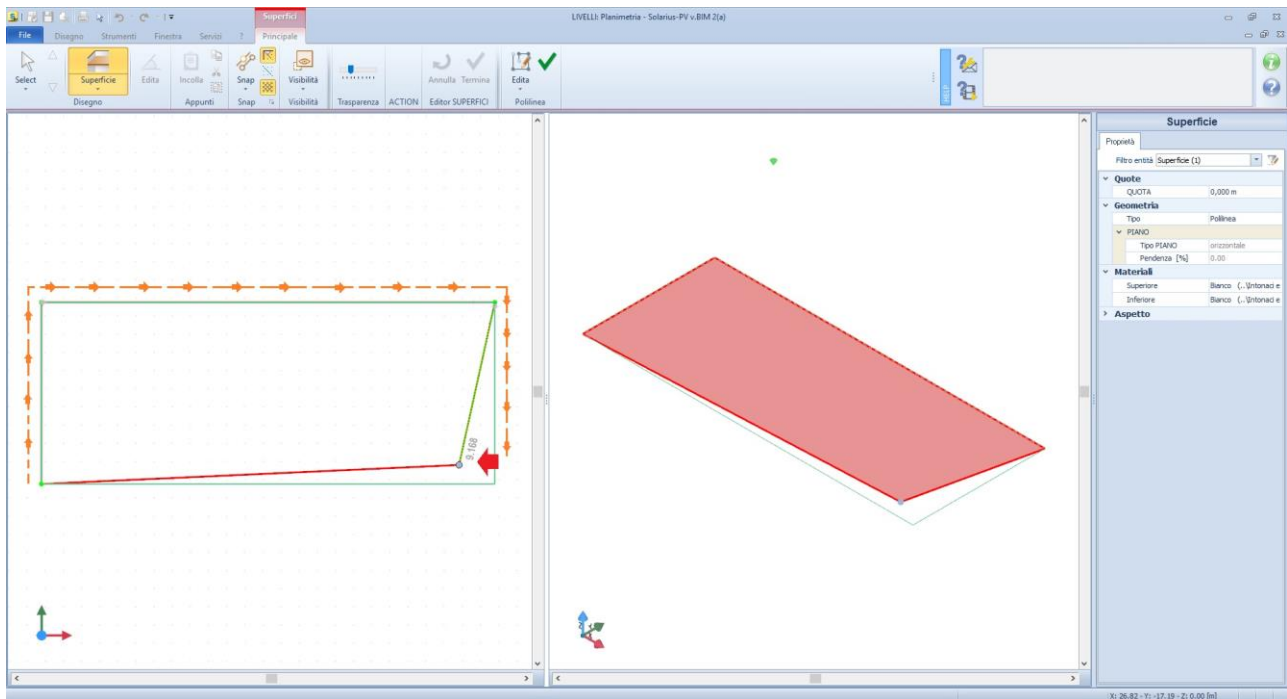 Superfici
LIVELLI: Planimetria - Solarius-PV v.BIM 2(a)
File Disegno Strumenti Finestra Servizi ? Principale
Select Superficie Edita Incolla Snap Visibilità Annulla Termina Edita
Disegno Appunti Snap Visibilità Trasparenza ACTION Editor SUPERFICI Polilinea
HELP
Superficie
Proprietà
Filtro entità Superficie (1)
Quote
QUOTA 0,000 m
Geometria
Tipo Polilinea
PIANO
Tipo PIANO orizzontale
Pendenza [%] 0.00
Materiali
Superiore Bianco (..\Intonaci e
Inferiore Bianco (..\Intonaci e
Aspetto
9.168
X: 26.82 - Y: -17.19 - Z: 0.00 [m]